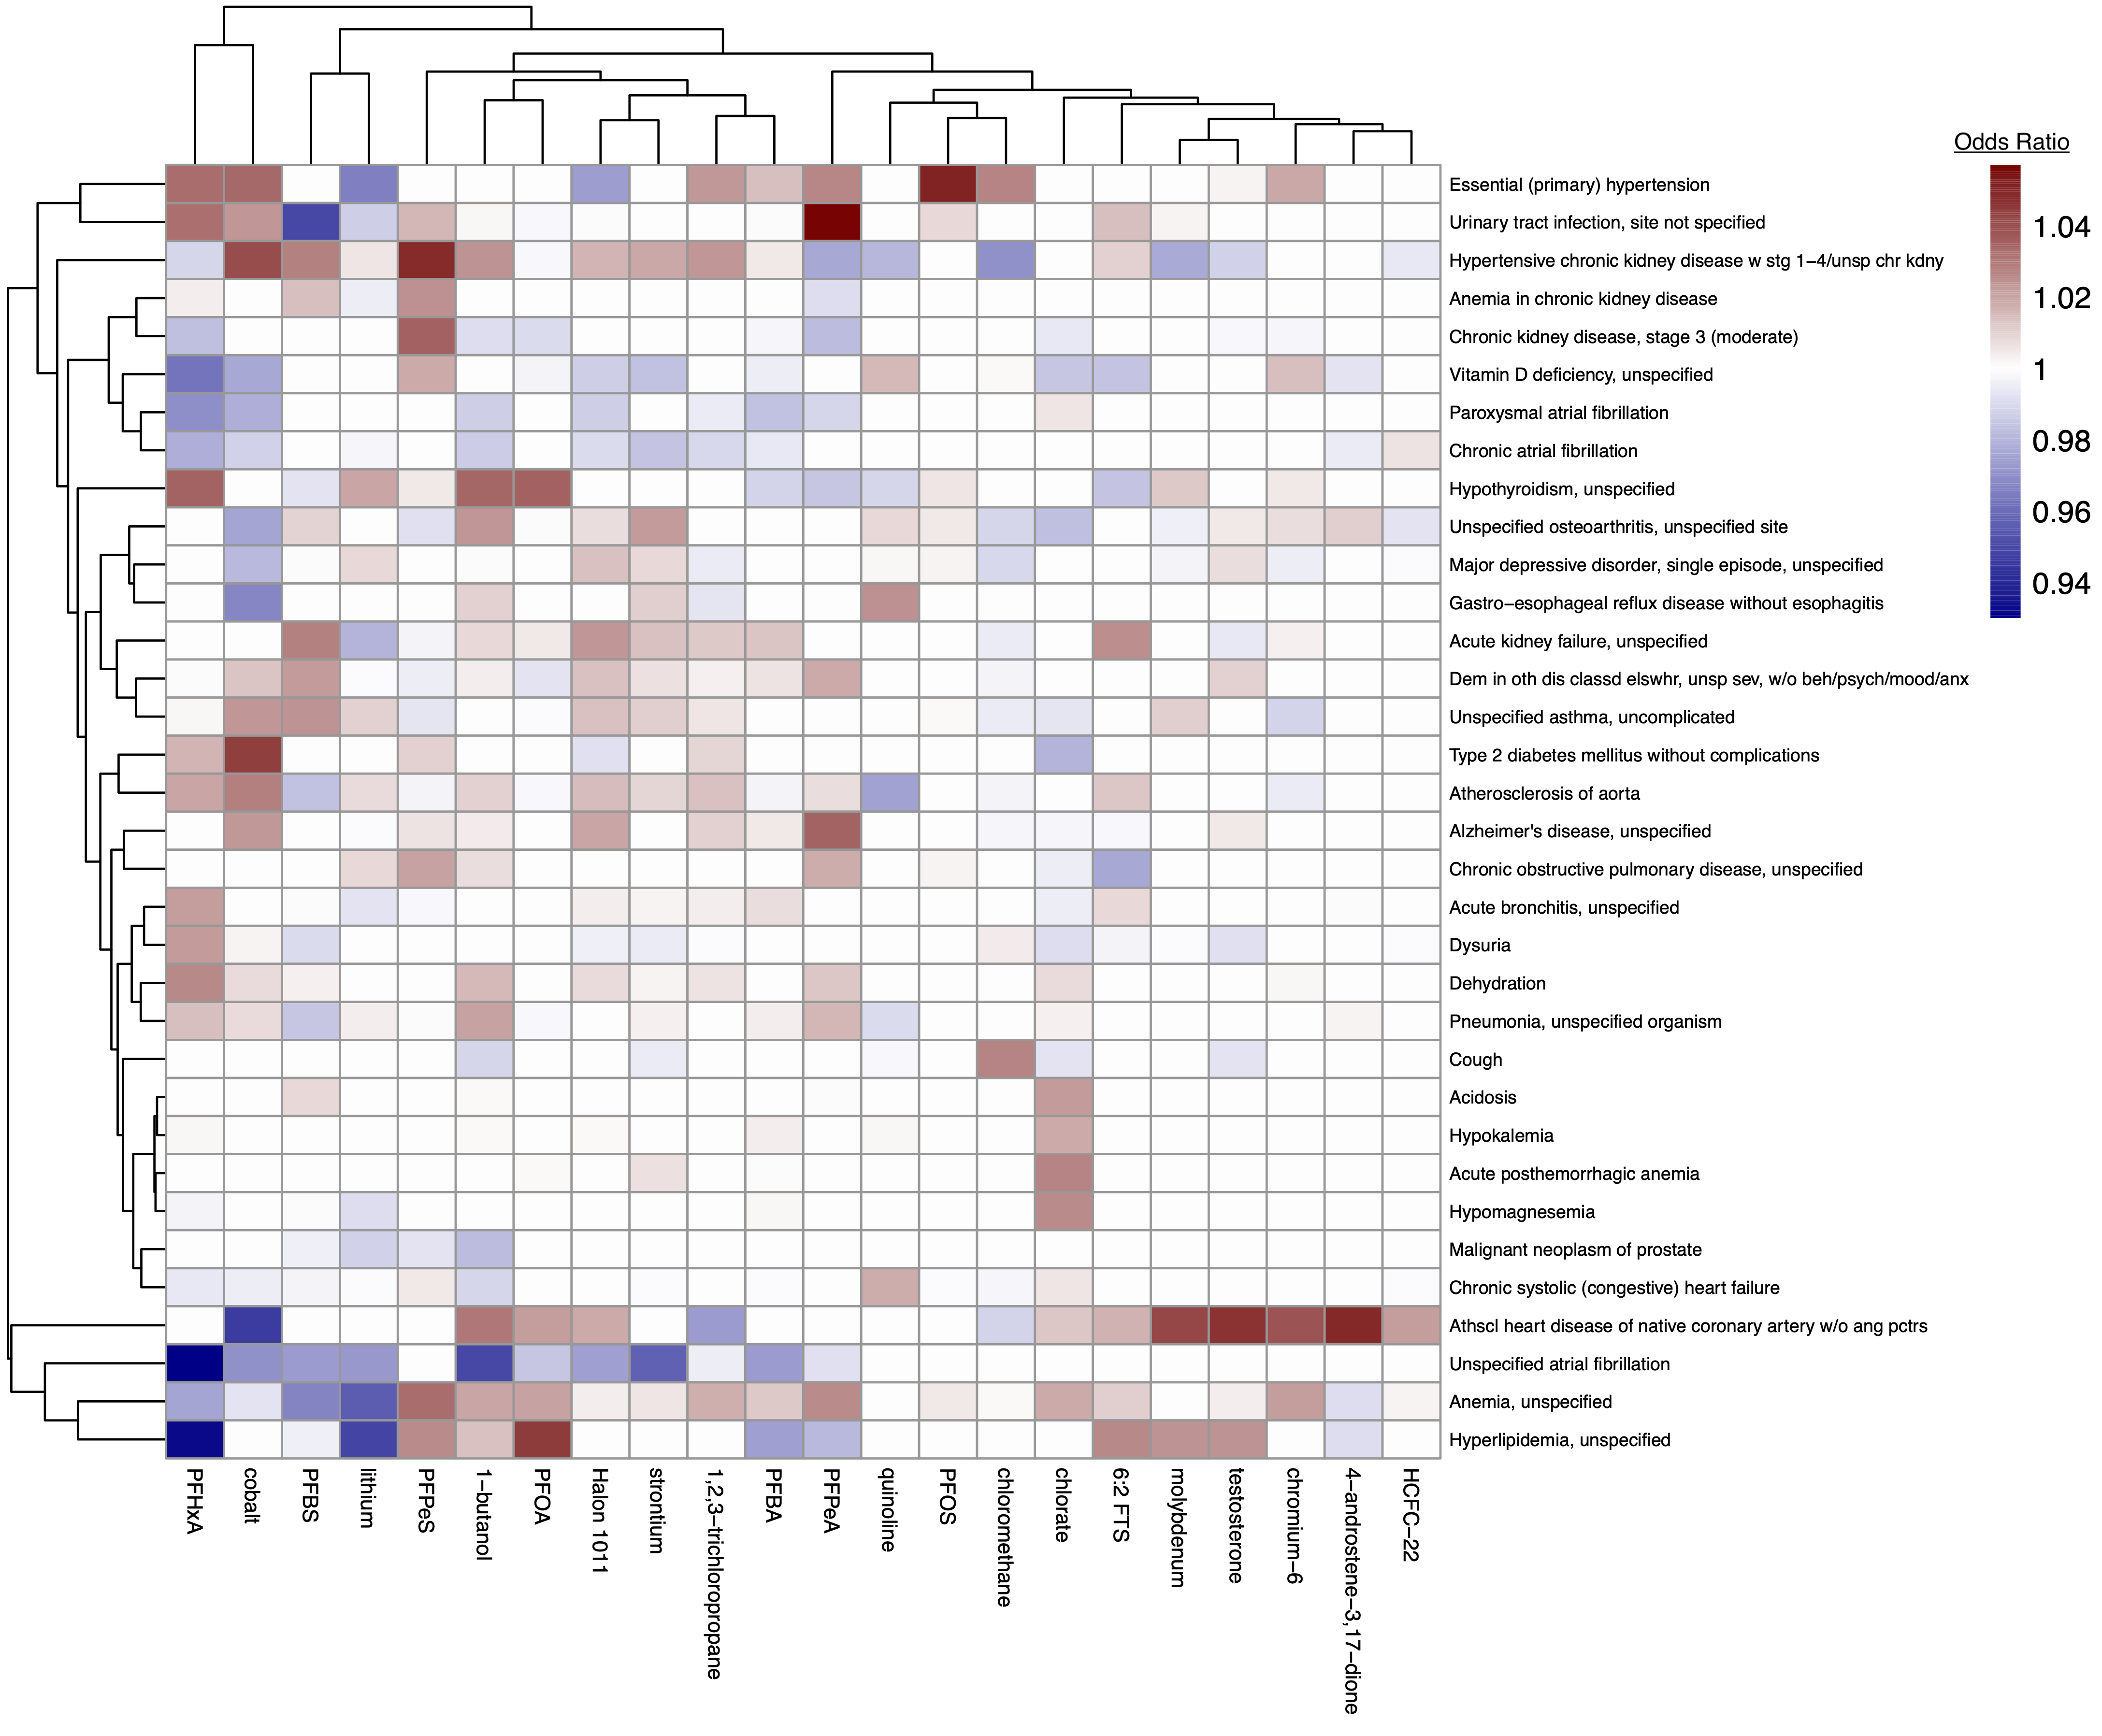 Odds Ratio
1.04
1.02
1
0.98
0.96
0.94
Essential (primary) hypertension
Urinary tract infection, site not specified
Hypertensive chronic kidney disease w stg 1−4/unsp chr kdny
Anemia in chronic kidney disease
Chronic kidney disease, stage 3 (moderate)
Vitamin D deficiency, unspecified
Paroxysmal atrial fibrillation
Chronic atrial fibrillation
Hypothyroidism, unspecified
Unspecified osteoarthritis, unspecified site
Major depressive disorder, single episode, unspecified
Gastro−esophageal reflux disease without esophagitis
Acute kidney failure, unspecified
Dem in oth dis classd elswhr, unsp sev, w/o beh/psych/mood/anx
Unspecified asthma, uncomplicated
Type 2 diabetes mellitus without complications
Atherosclerosis of aorta
Alzheimer's disease, unspecified
Chronic obstructive pulmonary disease, unspecified
Acute bronchitis, unspecified
Dysuria
Dehydration
Pneumonia, unspecified organism
Cough
Acidosis
Hypokalemia
Acute posthemorrhagic anemia
Hypomagnesemia
Malignant neoplasm of prostate
Chronic systolic (congestive) heart failure
Athscl heart disease of native coronary artery w/o ang pctrs
Unspecified atrial fibrillation
Anemia, unspecified
Hyperlipidemia, unspecified
PFHxA
cobalt
PFBS
lithium
PFPeS
1−butanol
PFOA
Halon 1011
strontium
1,2,3−trichloropropane
PFBA
PFPeA
quinoline
PFOS
chloromethane
chlorate
6:2 FTS
molybdenum
testosterone
chromium−6
4−androstene−3,17−dione
HCFC−22